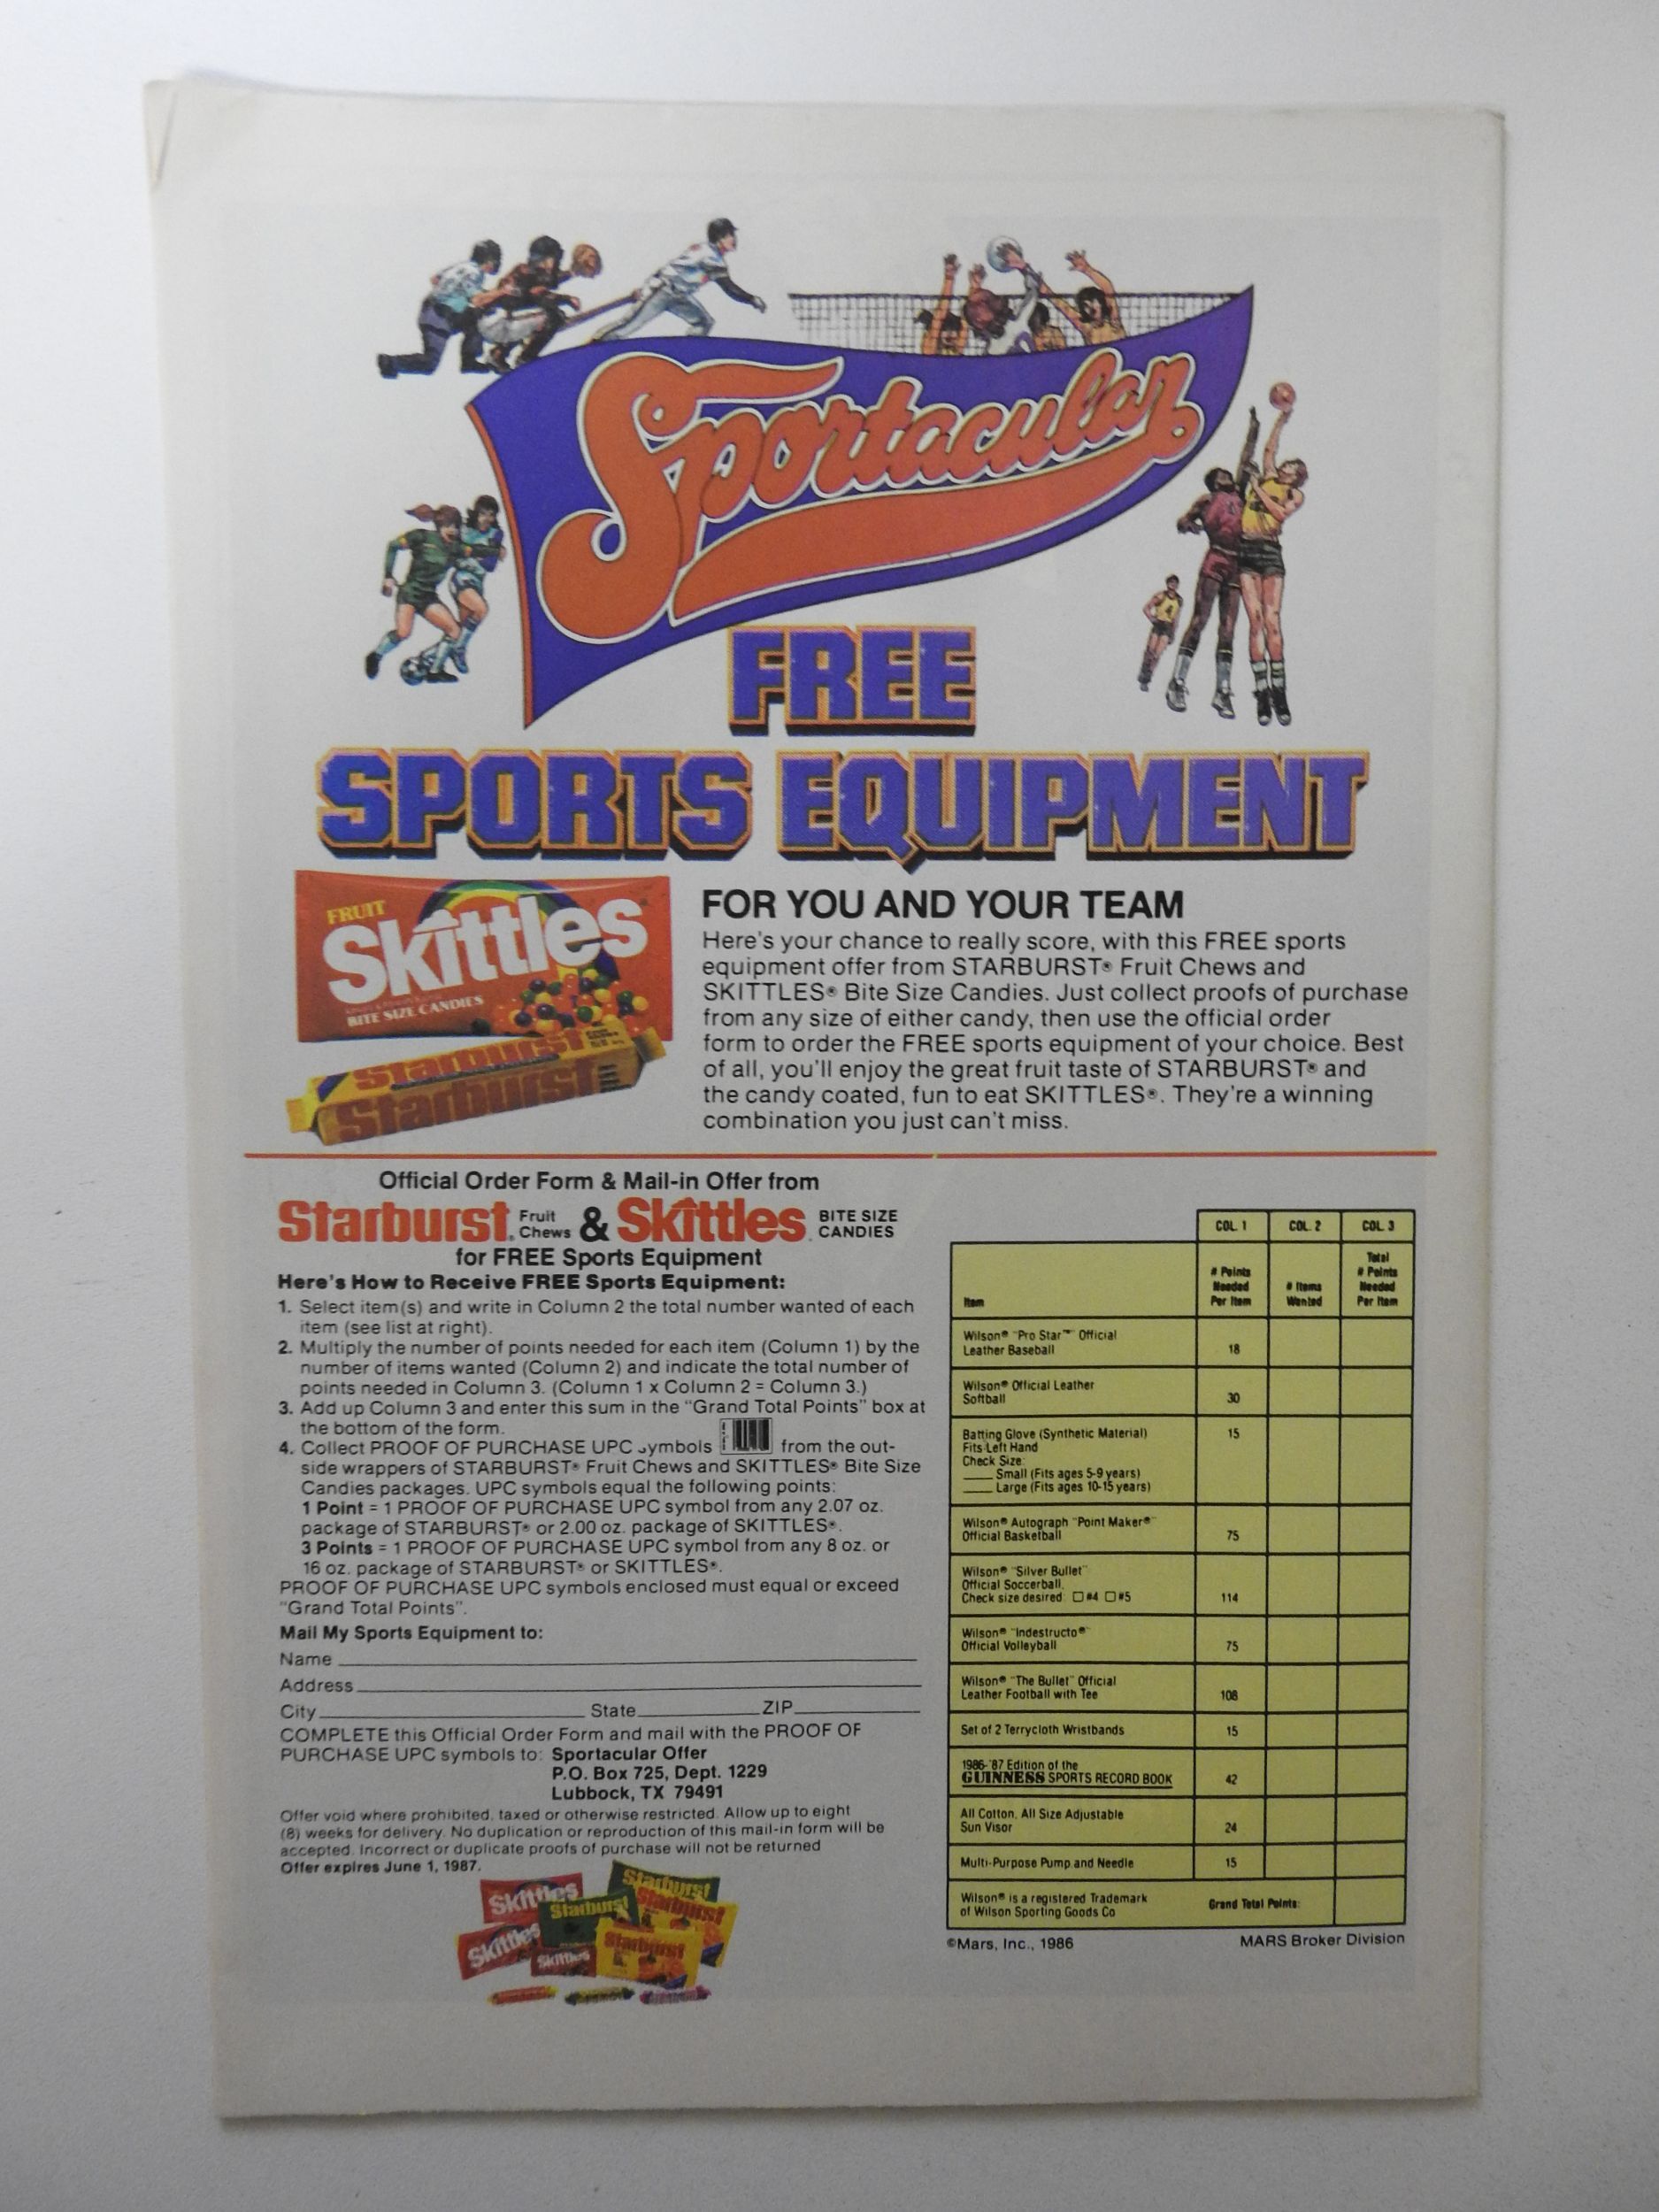 Sportacular
FREE
SPORTS EQUIPMENT
FRUIT
Skittles
BITE SIZE CANDIES
Starburst
Starburst
FOR YOU AND YOUR TEAM
Here's your chance to really score, with this FREE sports
equipment offer from STARBURST® Fruit Chews and
SKITTLES® Bite Size Candies. Just collect proofs of purchase
from any size of either candy, then use the official order
form to order the FREE sports equipment of your choice. Best
of all, you'll enjoy the great fruit taste of STARBURST® and
the candy coated, fun to eat SKITTLES®. They're a winning
combination you just can't miss.
Official Order Form & Mail-in Offer from
Starburst® Fruit Chews & Skittles BITE SIZE CANDIES
for FREE Sports Equipment
Here's How to Receive FREE Sports Equipment:
1. Select item(s) and write in Column 2 the total number wanted of each
item (see list at right).
2. Multiply the number of points needed for each item (Column 1) by the
number of items wanted (Column 2) and indicate the total number of
points needed in Column 3. (Column 1 x Column 2 = Column 3.)
3. Add up Column 3 and enter this sum in the "Grand Total Points" box at
the bottom of the form.
4. Collect PROOF OF PURCHASE UPC symbols from the out-
side wrappers of STARBURST® Fruit Chews and SKITTLES® Bite Size
Candies packages. UPC symbols equal the following points:
1 Point = 1 PROOF OF PURCHASE UPC symbol from any 2.07 oz.
package of STARBURST® or 2.00 oz. package of SKITTLES®.
3 Points = 1 PROOF OF PURCHASE UPC symbol from any 8 oz. or
16 oz. package of STARBURST® or SKITTLES®.
PROOF OF PURCHASE UPC symbols enclosed must equal or exceed
"Grand Total Points".
Mail My Sports Equipment to:
Name
Address
City State ZIP
COMPLETE this Official Order Form and mail with the PROOF OF
PURCHASE UPC symbols to: Sportacular Offer
P.O. Box 725, Dept. 1229
Lubbock, TX 79491
Offer void where prohibited, taxed or otherwise restricted. Allow up to eight
(8) weeks for delivery. No duplication or reproduction of this mail-in form will be
accepted. Incorrect or duplicate proofs of purchase will not be returned
Offer expires June 1, 1987.
Skittles
Starburst
Starburst
Starburst
Skittles
Skittles
Starburst
COL. 1 COL. 2 COL. 3
Item # Points Needed Per Item # Items Wanted Total # Points Needed Per Item
Wilson® "Pro Star™" Official
Leather Baseball 18
Wilson® Official Leather
Softball 30
Batting Glove (Synthetic Material) 15
Fits Left Hand
Check Size:
Small (Fits ages 5-9 years)
Large (Fits ages 10-15 years)
Wilson® Autograph "Point Maker®"
Official Basketball 75
Wilson® "Silver Bullet"
Official Soccerball.
Check size desired: #4 #5 114
Wilson® "Indestructo®"
Official Volleyball 75
Wilson® "The Bullet" Official
Leather Football with Tee 108
Set of 2 Terrycloth Wristbands 15
1986-'87 Edition of the
GUINNESS SPORTS RECORD BOOK 42
All Cotton, All Size Adjustable
Sun Visor 24
Multi-Purpose Pump and Needle 15
Wilson® is a registered Trademark
of Wilson Sporting Goods Co Grand Total Points:
©Mars, Inc., 1986 MARS Broker Division